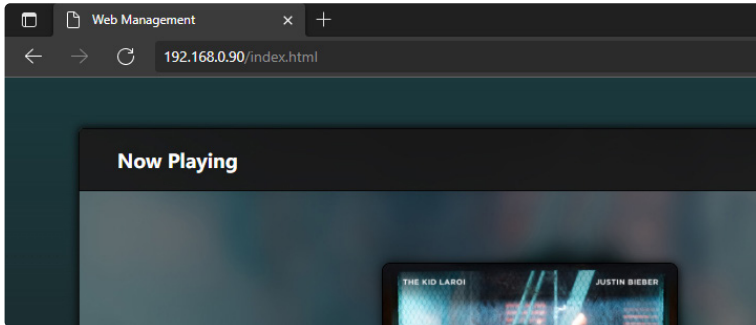 Web Management
192.168.0.90/index.html
Now Playing
THE KID LAROI JUSTIN BIEBER